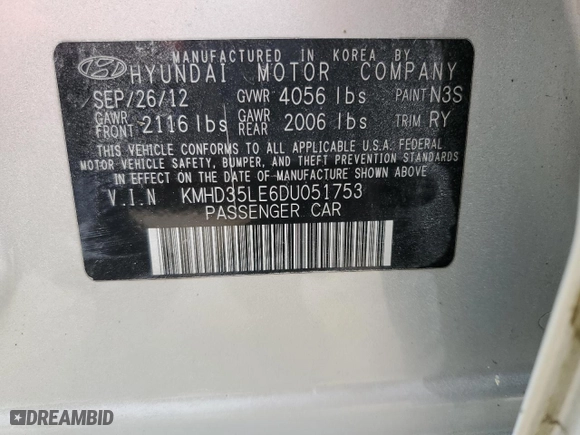 MANUFACTURED IN KOREA BY
HYUNDAI MOTOR COMPANY
SEP/26/12 GVWR 4056 lbs PAINT N3S
GAWR FRONT 2116 lbs GAWR REAR 2006 lbs TRIM RY
THIS VEHICLE CONFORMS TO ALL APPLICABLE U.S.A. FEDERAL
MOTOR VEHICLE SAFETY, BUMPER, AND THEFT PREVENTION STANDARDS
IN EFFECT ON THE DATE OF MANUFACTURE SHOWN ABOVE
V.I.N KMHD35LE6DU051753
PASSENGER CAR
DREAMBID